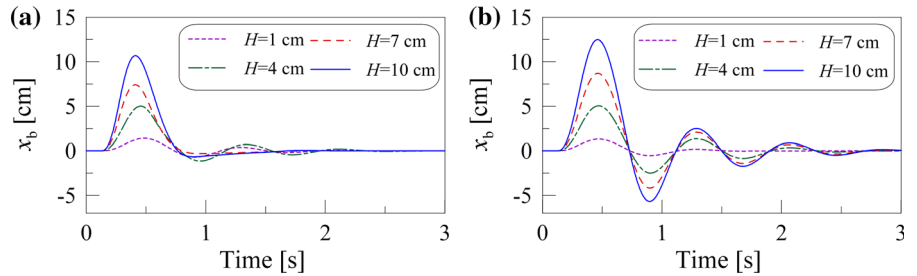 (a)
15
10
5
0
-5
x_b [cm]
H=1 cm H=7 cm
H=4 cm H=10 cm
0 1 2 3
Time [s]
(b)
15
10
5
0
-5
x_b [cm]
H=1 cm H=7 cm
H=4 cm H=10 cm
0 1 2 3
Time [s]